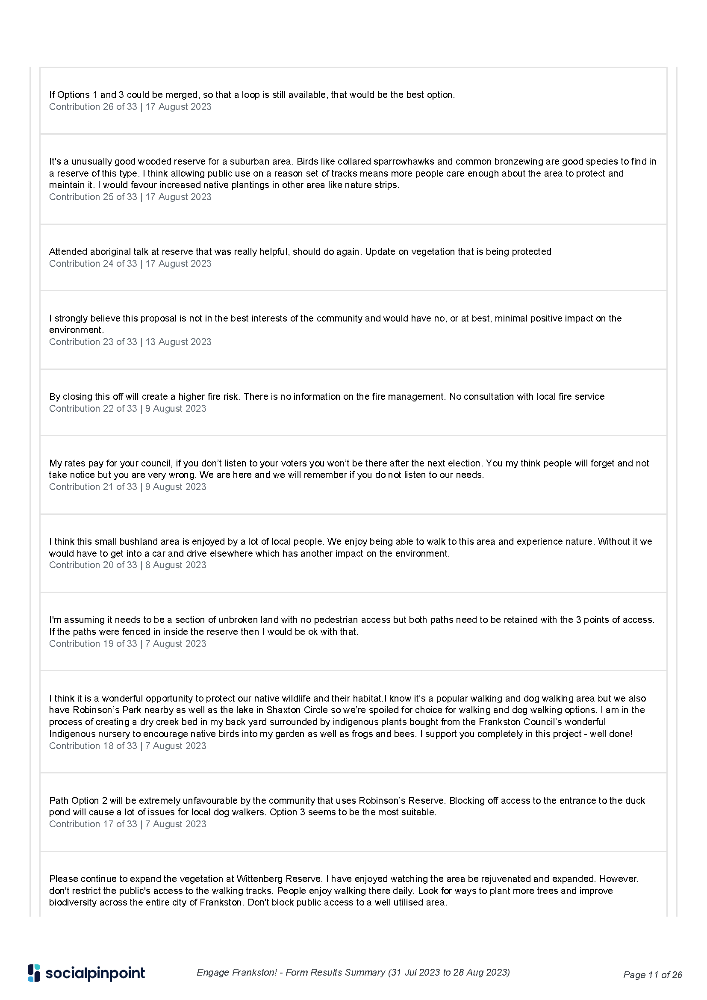 If Options 1 and 3 could be merged, so that a loop is still available, that would be the best option.
Contribution 26 of 33 | 17 August 2023
It's a unusually good wooded reserve for a suburban area. Birds like collared sparrowhawks and common bronzewing are good species to find in
a reserve of this type. I think allowing public use on a reason set of tracks means more people care enough about the area to protect and
maintain it. I would favour increased native plantings in other area like nature strips.
Contribution 25 of 33 | 17 August 2023
Attended aboriginal talk at reserve that was really helpful, should do again. Update on vegetation that is being protected
Contribution 24 of 33 | 17 August 2023
I strongly believe this proposal is not in the best interests of the community and would have no, or at best, minimal positive impact on the
environment.
Contribution 23 of 33 | 13 August 2023
By closing this off will create a higher fire risk. There is no information on the fire management. No consultation with local fire service
Contribution 22 of 33 | 9 August 2023
My rates pay for your council, if you don’t listen to your voters you won’t be there after the next election. You my think people will forget and not
take notice but you are very wrong. We are here and we will remember if you do not listen to our needs.
Contribution 21 of 33 | 9 August 2023
I think this small bushland area is enjoyed by a lot of local people. We enjoy being able to walk to this area and experience nature. Without it we
would have to get into a car and drive elsewhere which has another impact on the environment.
Contribution 20 of 33 | 8 August 2023
I'm assuming it needs to be a section of unbroken land with no pedestrian access but both paths need to be retained with the 3 points of access.
If the paths were fenced in inside the reserve then I would be ok with that.
Contribution 19 of 33 | 7 August 2023
I think it is a wonderful opportunity to protect our native wildlife and their habitat.I know it’s a popular walking and dog walking area but we also
have Robinson’s Park nearby as well as the lake in Shaxton Circle so we’re spoiled for choice for walking and dog walking options. I am in the
process of creating a dry creek bed in my back yard surrounded by indigenous plants bought from the Frankston Council’s wonderful
Indigenous nursery to encourage native birds into my garden as well as frogs and bees. I support you completely in this project - well done!
Contribution 18 of 33 | 7 August 2023
Path Option 2 will be extremely unfavourable by the community that uses Robinson’s Reserve. Blocking off access to the entrance to the duck
pond will cause a lot of issues for local dog walkers. Option 3 seems to be the most suitable.
Contribution 17 of 33 | 7 August 2023
Please continue to expand the vegetation at Wittenberg Reserve. I have enjoyed watching the area be rejuvenated and expanded. However,
don't restrict the public's access to the walking tracks. People enjoy walking there daily. Look for ways to plant more trees and improve
biodiversity across the entire city of Frankston. Don't block public access to a well utilised area.
socialpinpoint
Engage Frankston! - Form Results Summary (31 Jul 2023 to 28 Aug 2023)
Page 11 of 26